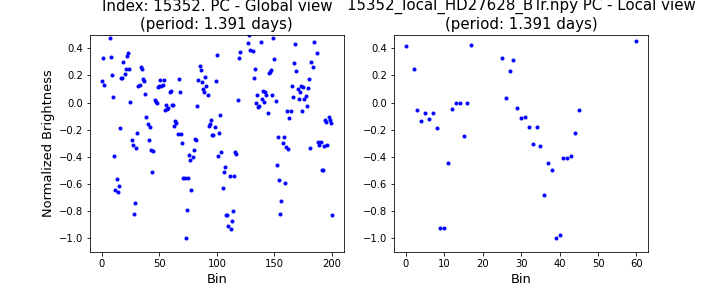 Index: 15352. PC - Global view
(period: 1.391 days)
15352_local_HD27628_BTr.npy PC - Local view
(period: 1.391 days)
Normalized Brightness
0.4
0.2
0.0
−0.2
−0.4
−0.6
−0.8
−1.0
0 50 100 150 200
Bin
0.4
0.2
0.0
−0.2
−0.4
−0.6
−0.8
−1.0
0 10 20 30 40 50 60
Bin